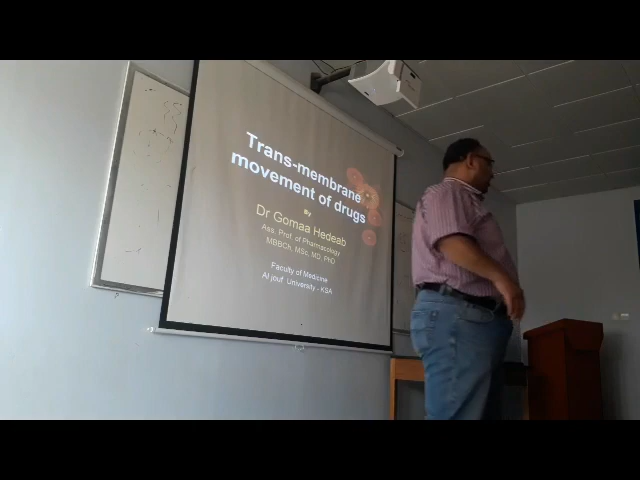 Trans-membrane
movement of drugs
By
Dr Gomaa Hedeab
Ass. Prof. of Pharmacology
MBBCh, MSc, MD, PhD
Faculty of Medicine
Al jouf University - KSA